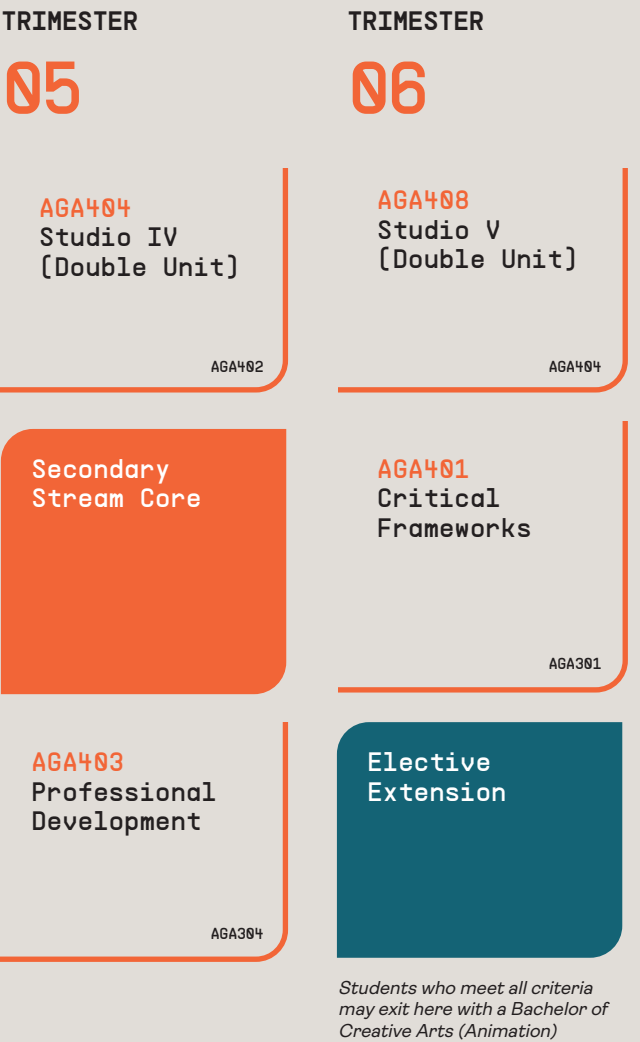 TRIMESTER
05
AGA404
Studio IV
(Double Unit)
AGA402
Secondary
Stream Core
AGA403
Professional
Development
AGA304
TRIMESTER
06
AGA408
Studio V
(Double Unit)
AGA404
AGA401
Critical
Frameworks
AGA301
Elective
Extension
Students who meet all criteria
may exit here with a Bachelor of
Creative Arts (Animation)